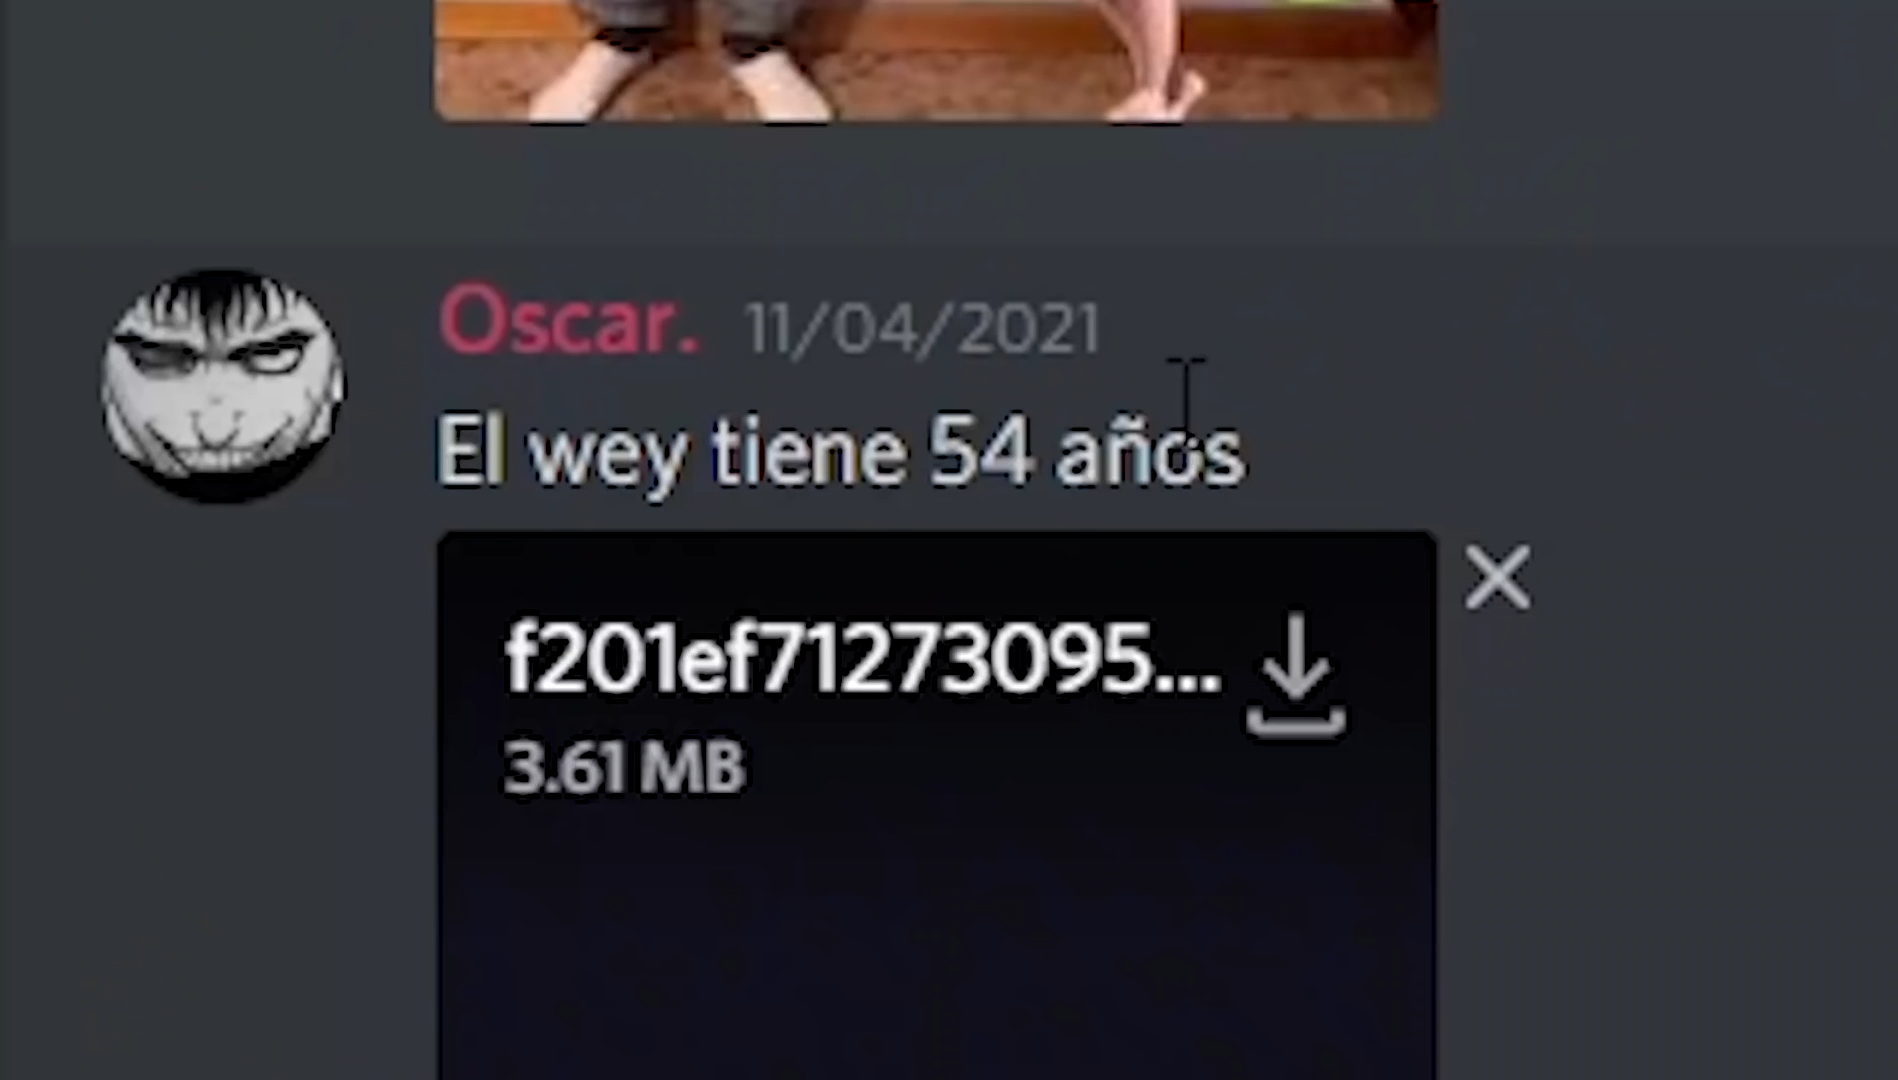 Oscar. 11/04/2021
El wey tiene 54 años
f201ef71273095...
3.61 MB